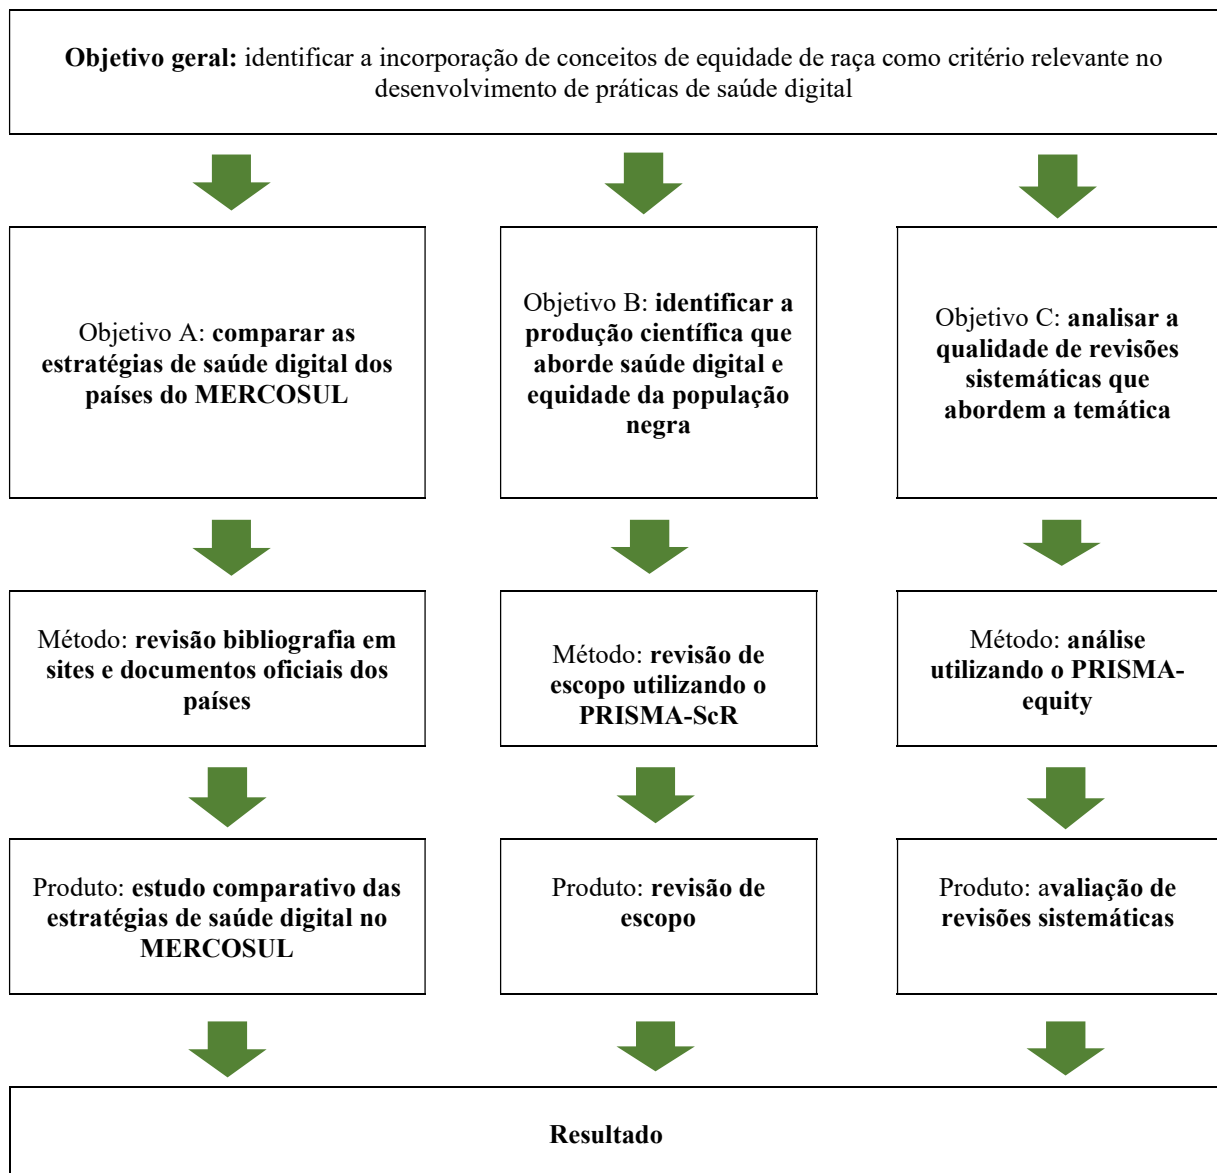 Objetivo geral: identificar a incorporação de conceitos de equidade de raça como critério relevante no
desenvolvimento de práticas de saúde digital
Objetivo A: comparar as
estratégias de saúde digital dos
países do MERCOSUL
Objetivo B: identificar a
produção científica que
aborde saúde digital e
equidade da população
negra
Objetivo C: analisar a
qualidade de revisões
sistemáticas que
abordem a temática
Método: revisão bibliografia em
sites e documentos oficiais dos
países
Método: revisão de
escopo utilizando o
PRISMA-ScR
Método: análise
utilizando o PRISMA-
equity
Produto: estudo comparativo das
estratégias de saúde digital no
MERCOSUL
Produto: revisão de
escopo
Produto: avaliação de
revisões sistemáticas
Resultado